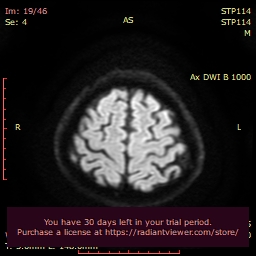 Im: 19/46
Se: 4
AS
STP114
STP114
M
Ax DWI B 1000
R
L
You have 30 days left in your trial period.
Purchase a license at https://radiantviewer.com/store/